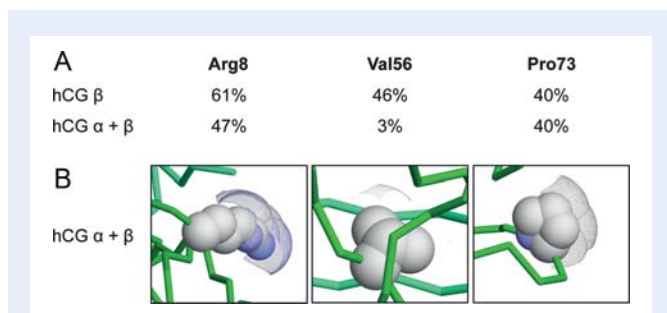 A Arg8 Val56 Pro73
hCG β 61% 46% 40%
hCG α + β 47% 3% 40%
B
hCG α + β